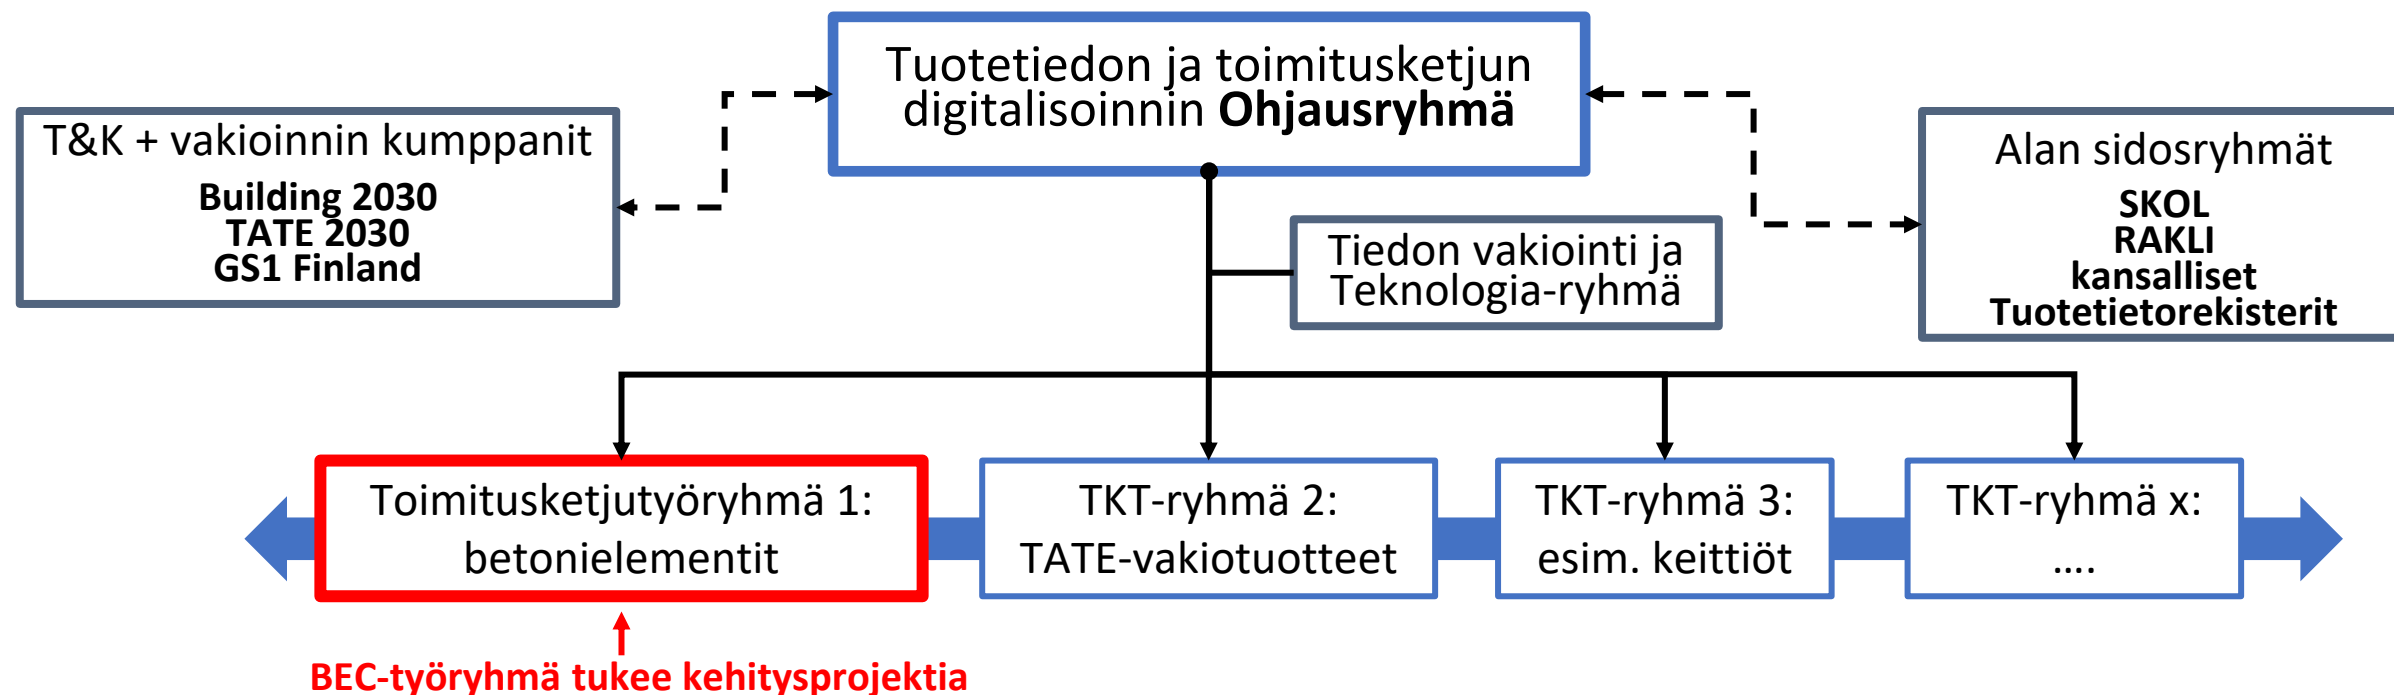 Tuotetiedon ja toimitusketjun
digitalisoinnin Ohjausryhmä
T&K + vakioinnin kumppanit
Building 2030
TATE 2030
GS1 Finland
Alan sidosryhmät
SKOL
RAKLI
kansalliset
Tuotetietorekisterit
Tiedon vakiointi ja
Teknologia-ryhmä
Toimitusketjutyöryhmä 1:
betonielementit
TKT-ryhmä 2:
TATE-vakiotuotteet
TKT-ryhmä 3:
esim. keittiöt
TKT-ryhmä x:
....
BEC-työryhmä tukee kehitysprojektia